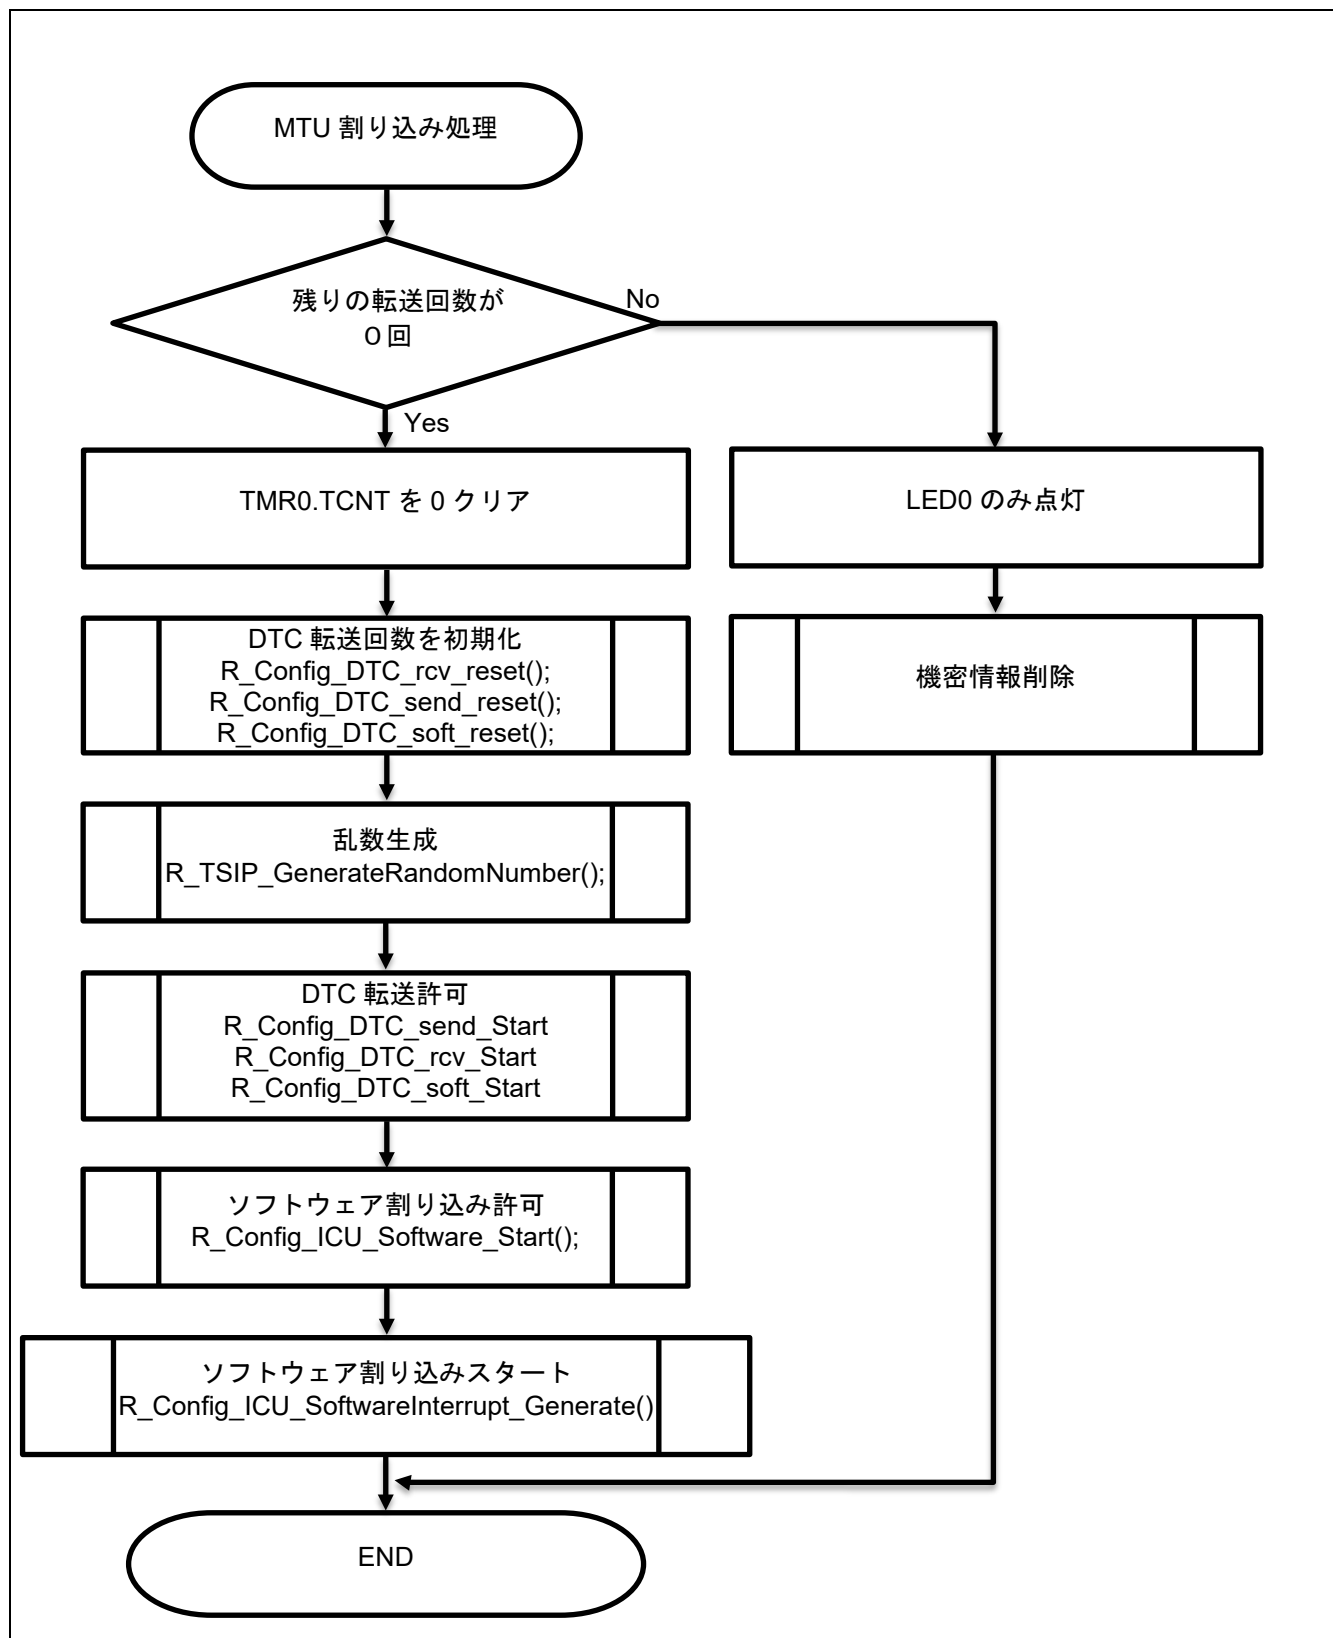 MTU 割り込み処理
残りの転送回数が
０回
No
Yes
TMR0.TCNT を 0 クリア
LED0 のみ点灯
DTC 転送回数を初期化
R_Config_DTC_rcv_reset();
R_Config_DTC_send_reset();
R_Config_DTC_soft_reset();
機密情報削除
乱数生成
R_TSIP_GenerateRandomNumber();
DTC 転送許可
R_Config_DTC_send_Start
R_Config_DTC_rcv_Start
R_Config_DTC_soft_Start
ソフトウェア割り込み許可
R_Config_ICU_Software_Start();
ソフトウェア割り込みスタート
R_Config_ICU_SoftwareInterrupt_Generate()
END